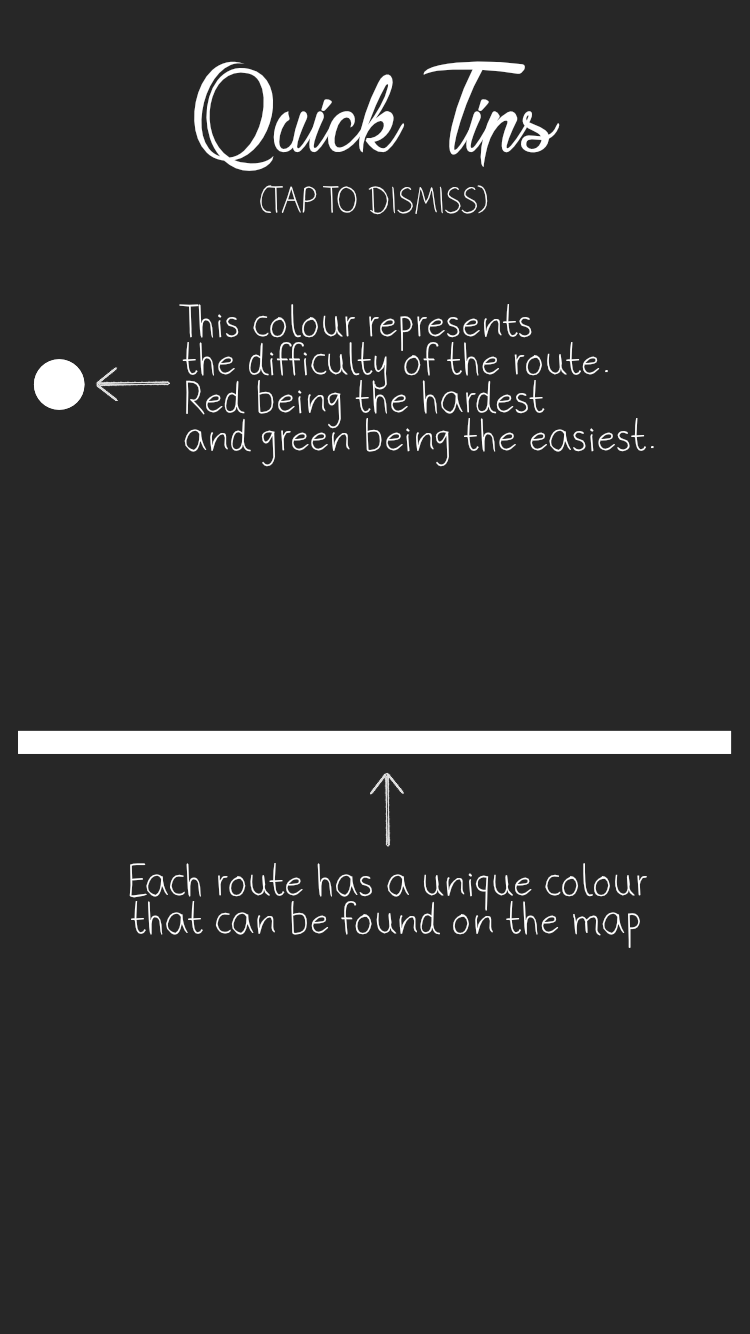 Quick Tips
(TAP TO DISMISS)
This colour represents
the difficulty of the route.
Red being the hardest
and green being the easiest.
Each route has a unique colour
that can be found on the map